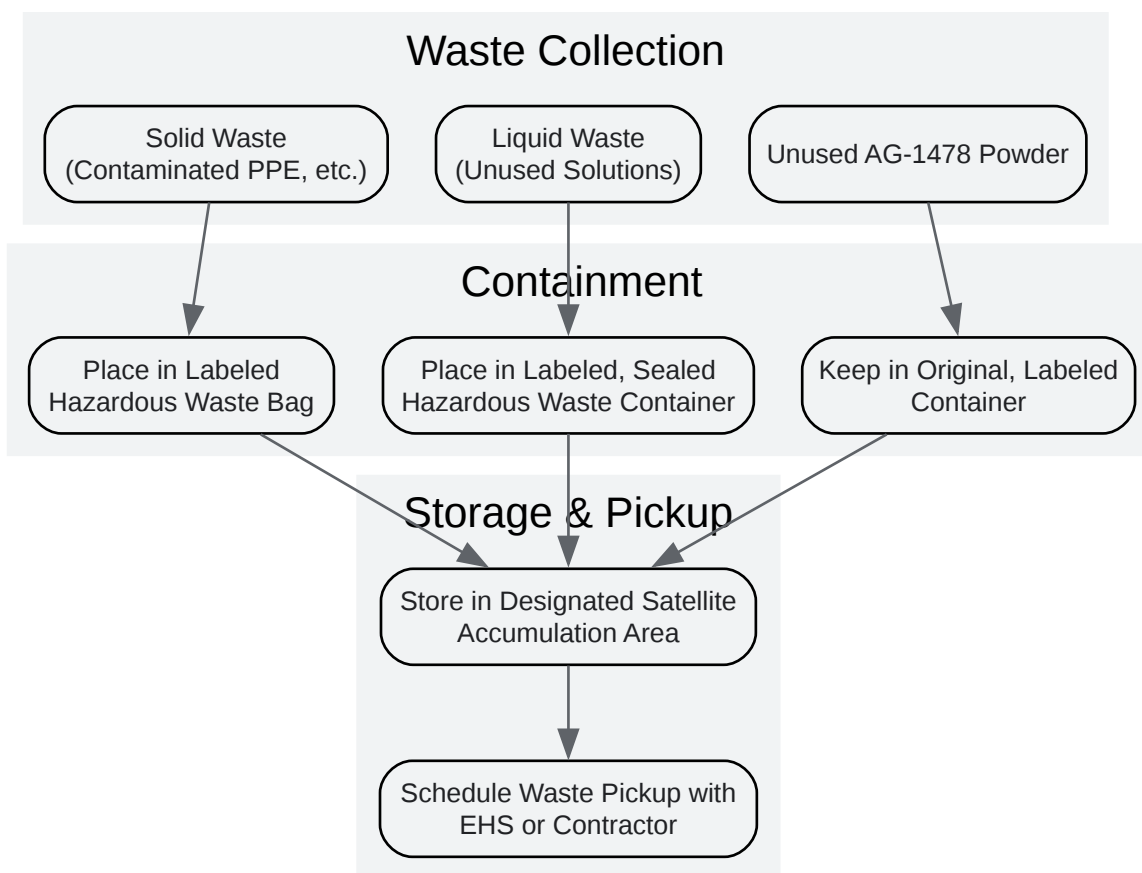 Waste Collection
Solid Waste
(Contaminated PPE, etc.)
Liquid Waste
(Unused Solutions)
Unused AG-1478 Powder
Containment
Place in Labeled
Hazardous Waste Bag
Place in Labeled, Sealed
Hazardous Waste Container
Keep in Original, Labeled
Container
Storage & Pickup
Store in Designated Satellite
Accumulation Area
Schedule Waste Pickup with
EHS or Contractor